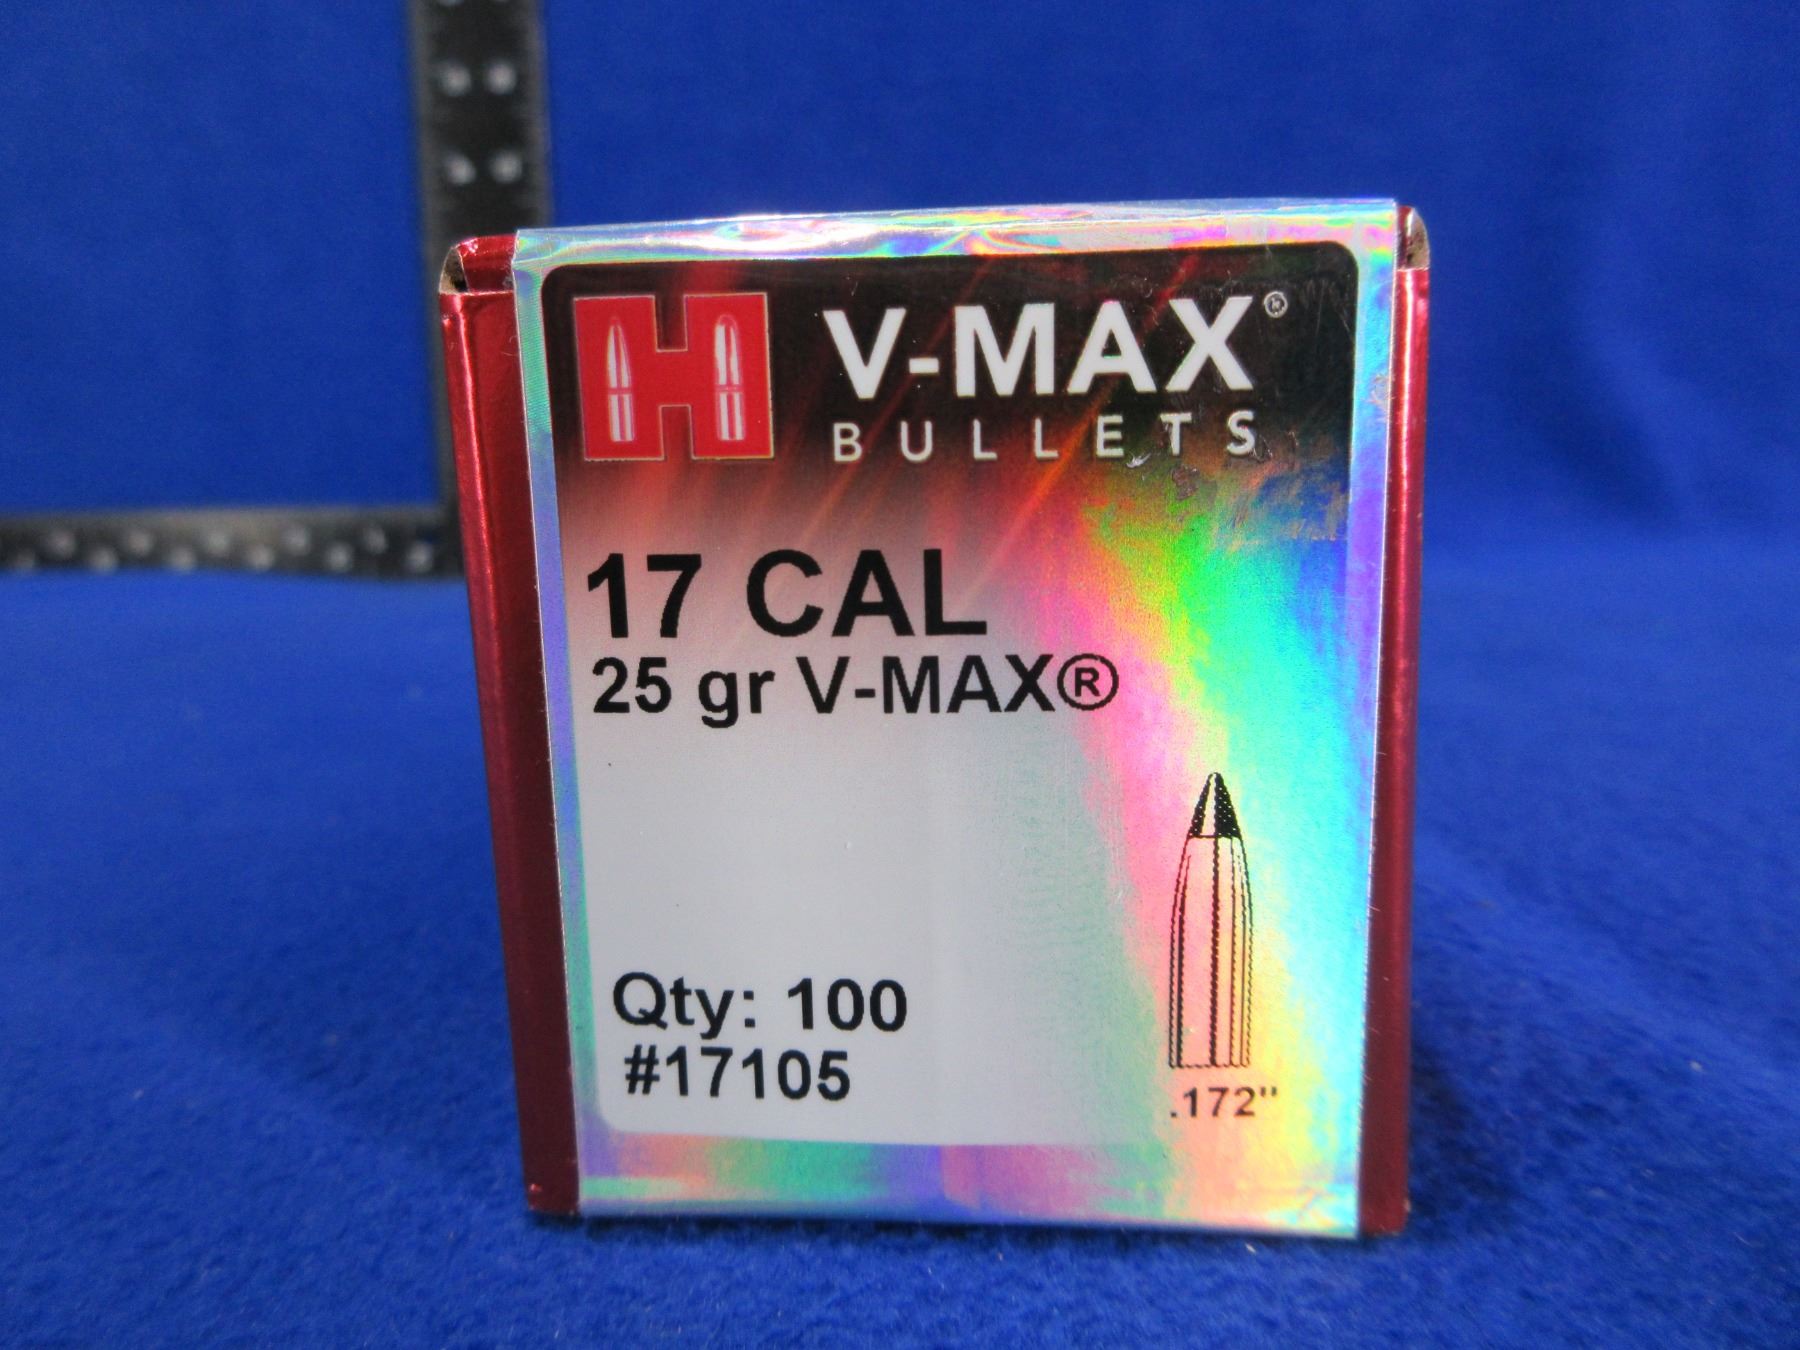 V-MAX®
BULLETS
17 CAL
25 gr V-MAX®
Qty: 100
#17105
.172"